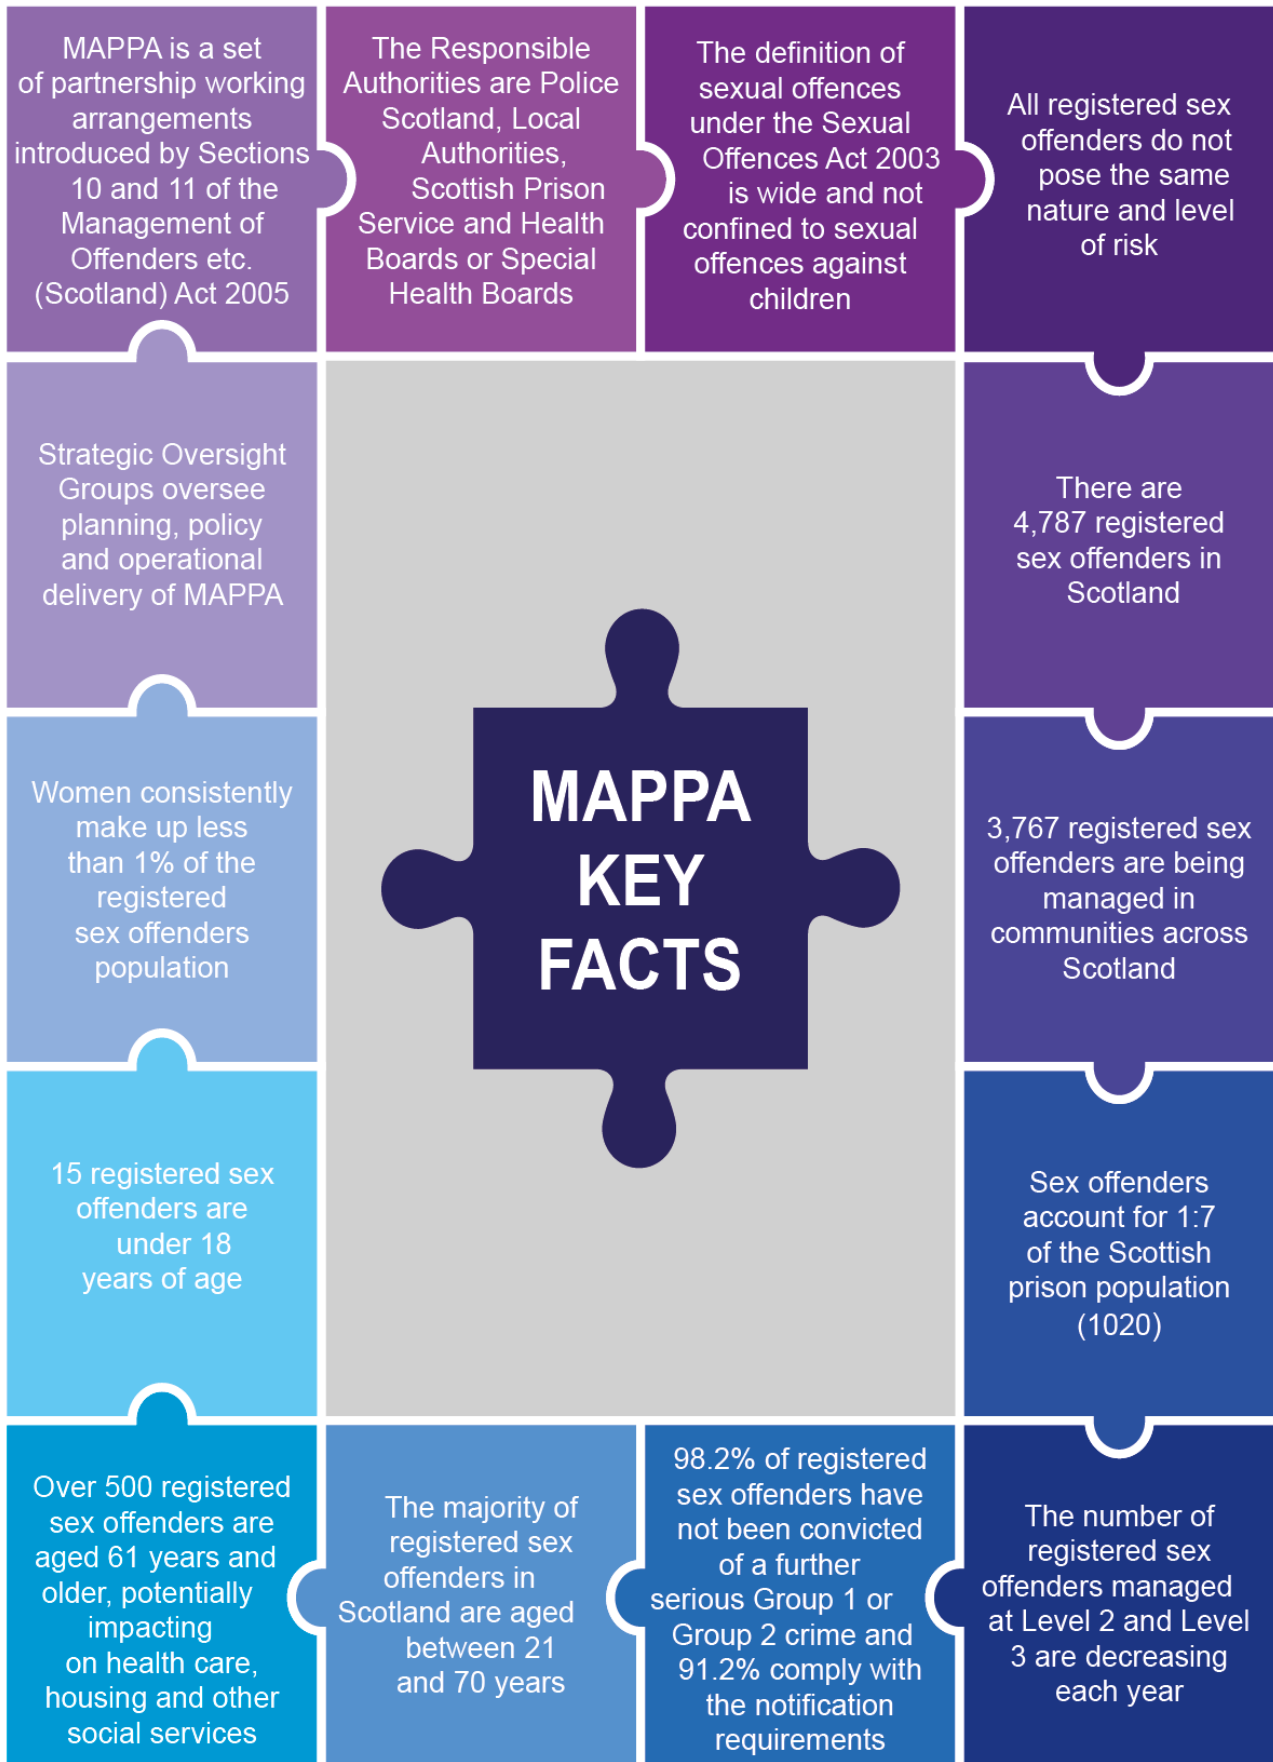 MAPPA is a set
of partnership working
arrangements
introduced by Sections
10 and 11 of the
Management of
Offenders etc.
(Scotland) Act 2005
The Responsible
Authorities are Police
Scotland, Local
Authorities,
Scottish Prison
Service and Health
Boards or Special
Health Boards
The definition of
sexual offences
under the Sexual
Offences Act 2003
is wide and not
confined to sexual
offences against
children
All registered sex
offenders do not
pose the same
nature and level
of risk
Strategic Oversight
Groups oversee
planning, policy
and operational
delivery of MAPPA
There are
4,787 registered
sex offenders in
Scotland
Women consistently
make up less
than 1% of the
registered
sex offenders
population
MAPPA
KEY
FACTS
3,767 registered sex
offenders are being
managed in
communities across
Scotland
15 registered sex
offenders are
under 18
years of age
Sex offenders
account for 1:7
of the Scottish
prison population
(1020)
Over 500 registered
sex offenders are
aged 61 years and
older, potentially
impacting
on health care,
housing and other
social services
The majority of
registered sex
offenders in
Scotland are aged
between 21
and 70 years
98.2% of registered
sex offenders have
not been convicted
of a further
serious Group 1 or
Group 2 crime and
91.2% comply with
the notification
requirements
The number of
registered sex
offenders managed
at Level 2 and Level
3 are decreasing
each year